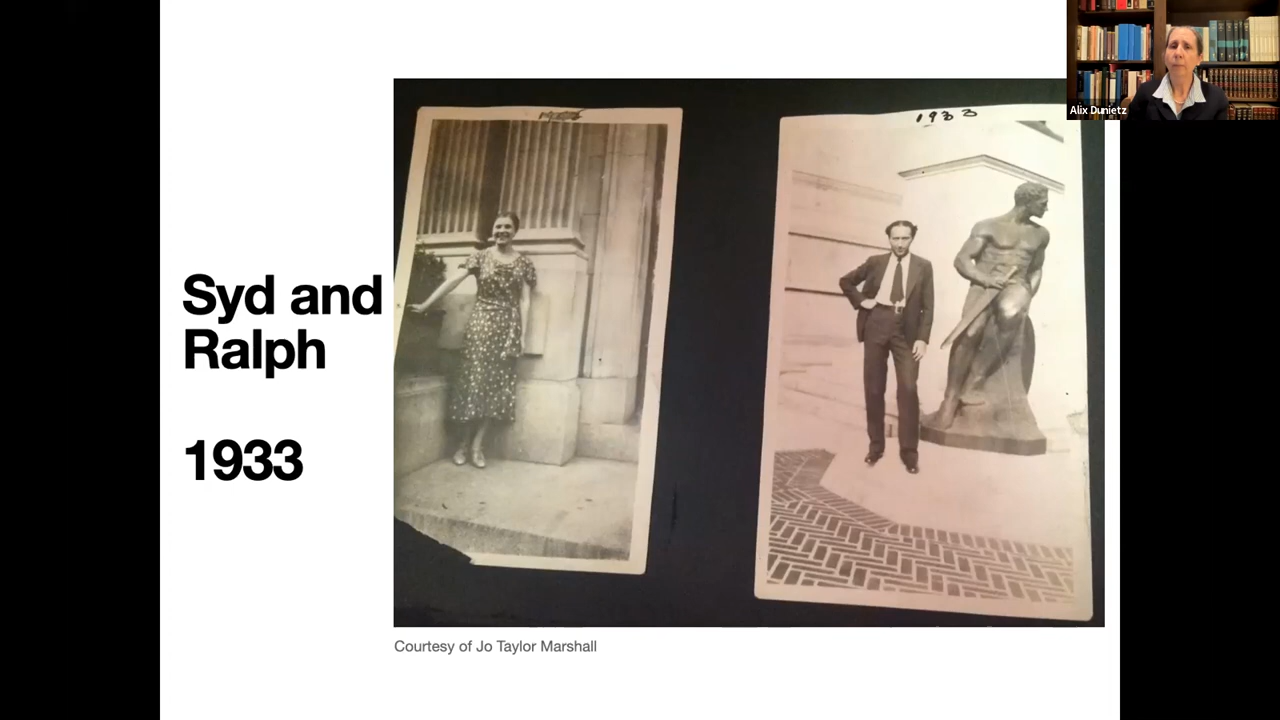 Alix Dunietz
1933
Syd and
Ralph
1933
Courtesy of Jo Taylor Marshall